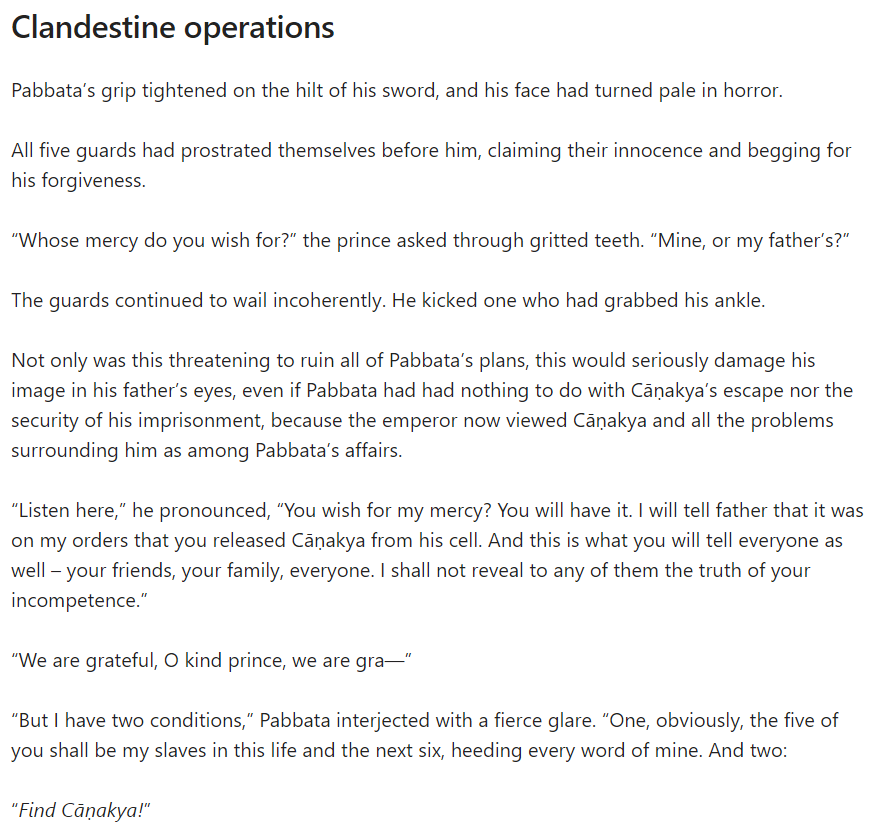 Clandestine operations
Pabbata’s grip tightened on the hilt of his sword, and his face had turned pale in horror.
All five guards had prostrated themselves before him, claiming their innocence and begging for
his forgiveness.
“Whose mercy do you wish for?” the prince asked through gritted teeth. “Mine, or my father’s?”
The guards continued to wail incoherently. He kicked one who had grabbed his ankle.
Not only was this threatening to ruin all of Pabbata’s plans, this would seriously damage his
image in his father’s eyes, even if Pabbata had had nothing to do with Cāṇakya’s escape nor the
security of his imprisonment, because the emperor now viewed Cāṇakya and all the problems
surrounding him as among Pabbata’s affairs.
“Listen here,” he pronounced, “You wish for my mercy? You will have it. I will tell father that it was
on my orders that you released Cāṇakya from his cell. And this is what you will tell everyone as
well – your friends, your family, everyone. I shall not reveal to any of them the truth of your
incompetence.”
“We are grateful, O kind prince, we are gra—”
“But I have two conditions,” Pabbata interjected with a fierce glare. “One, obviously, the five of
you shall be my slaves in this life and the next six, heeding every word of mine. And two:
“Find Cāṇakya!“